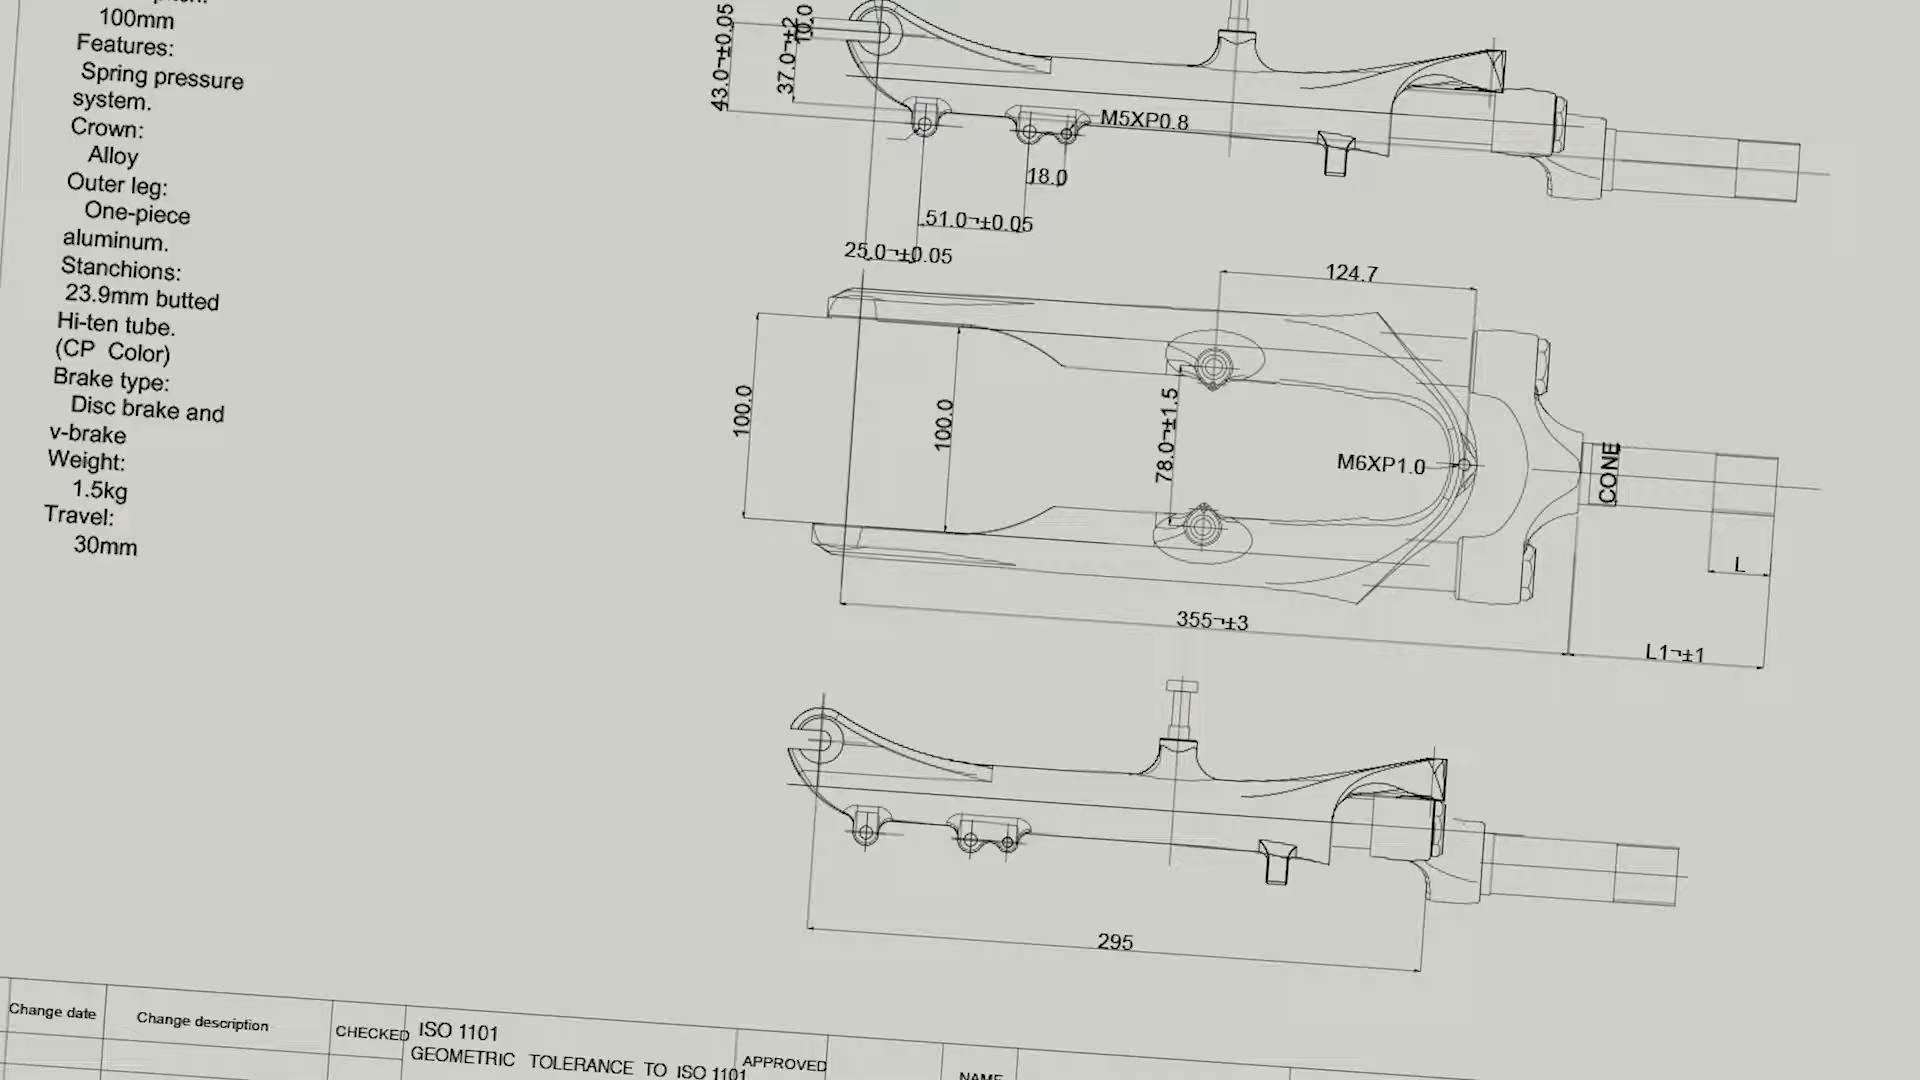 100mm
Features:
Spring pressure
system.
Crown:
Alloy
Outer leg:
One-piece
aluminum.
Stanchions:
23.9mm butted
Hi-ten tube.
(CP Color)
Brake type:
Disc brake and
v-brake
Weight:
1.5kg
Travel:
30mm
43.0¬±0.05
37.0¬±2
10.0
M5XP0.8
18.0
51.0¬±0.05
25.0¬±0.05
124.7
100.0
100.0
78.0¬±1.5
M6XP1.0
CONE
L
355¬±3
L1¬±1
295
Change date
Change description
CHECKED
ISO 1101
GEOMETRIC TOLERANCE TO ISO 1101
APPROVED
NAME